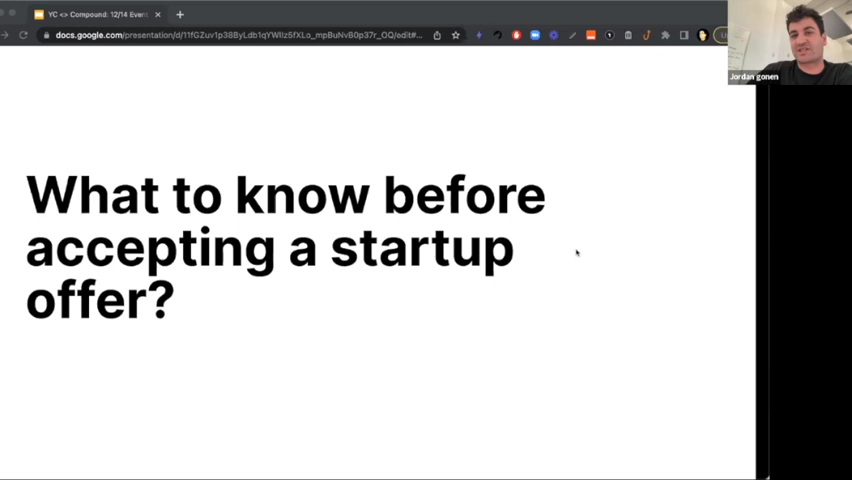 YC <> Compound: 12/14 Even
docs.google.com/presentation/d/11fGZuv1p38ByLdb1qYWIIz5fXLo_mpBuNvB0p37r_OQ/edit#...
Jordan gonen
What to know before
accepting a startup
offer?